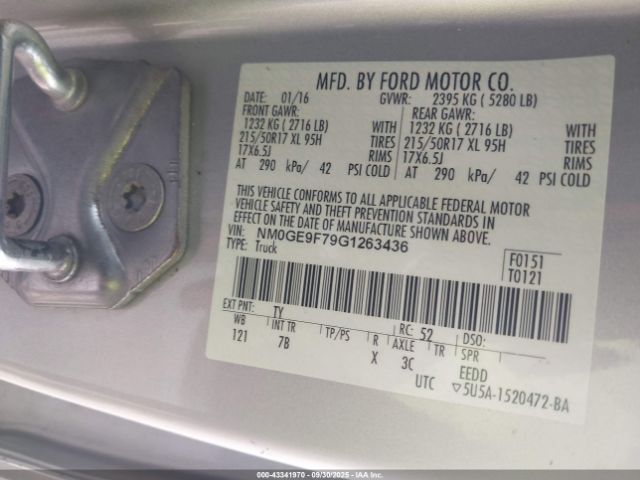 MFD. BY FORD MOTOR CO.
DATE: 01/16 GVWR: 2395 KG ( 5280 LB)
FRONT GAWR: REAR GAWR:
1232 KG ( 2716 LB) WITH 1232 KG ( 2716 LB) WITH
215/50R17 XL 95H TIRES 215/50R17 XL 95H TIRES
17X6.5J RIMS 17X6.5J RIMS
AT 290 kPa/ 42 PSI COLD AT 290 kPa/ 42 PSI COLD
THIS VEHICLE CONFORMS TO ALL APPLICABLE FEDERAL MOTOR
VEHICLE SAFETY AND THEFT PREVENTION STANDARDS IN EFFECT
ON THE DATE OF MANUFACTURE SHOWN ABOVE.
VIN: NM0GE9F79G1263436
TYPE: Truck
F0151
T0121
EXT PNT: TY RC: 52 DSO:
WB INT TR TP/PS R AXLE TR SPR
121 7B X 3C EEDD
UTC ▽5U5A-1520472-BA
000-43341970 - 09/30/2025 - IAAI.COM